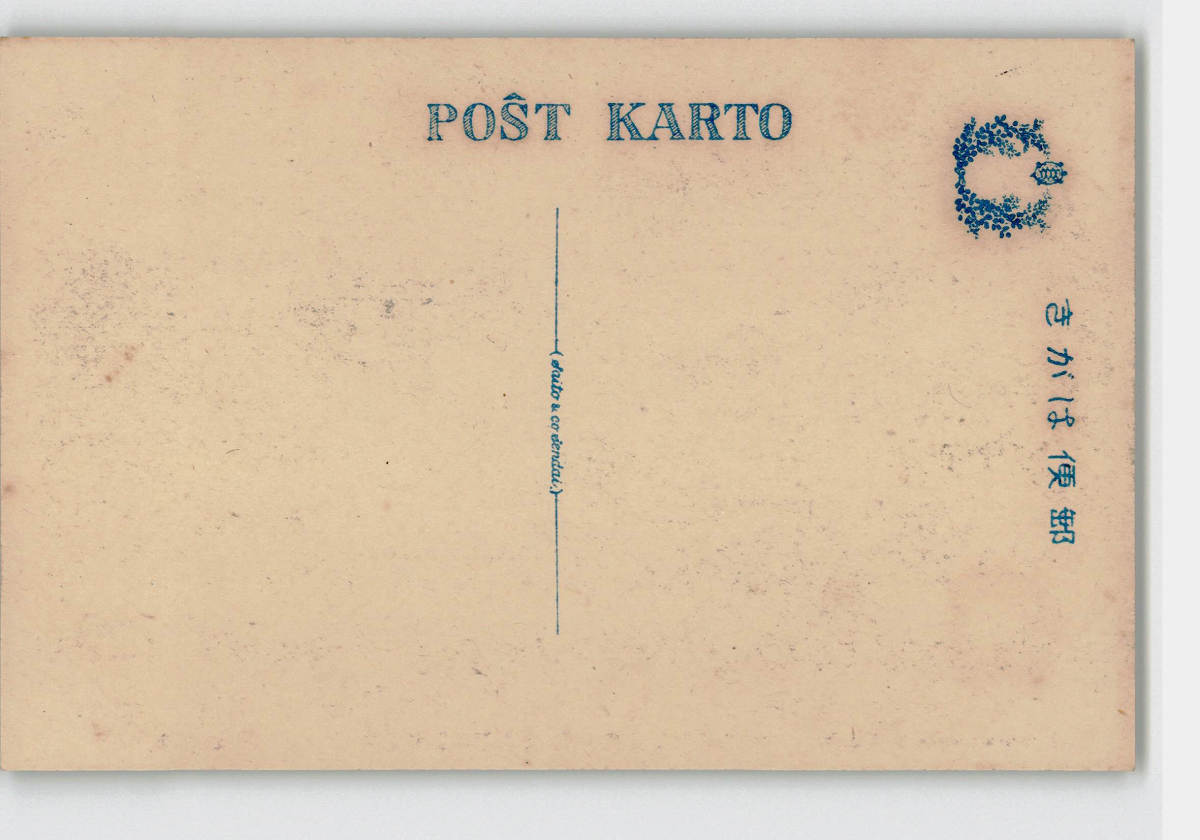 POŜT KARTO
(Saito & co Sendai.)
郵便はがき